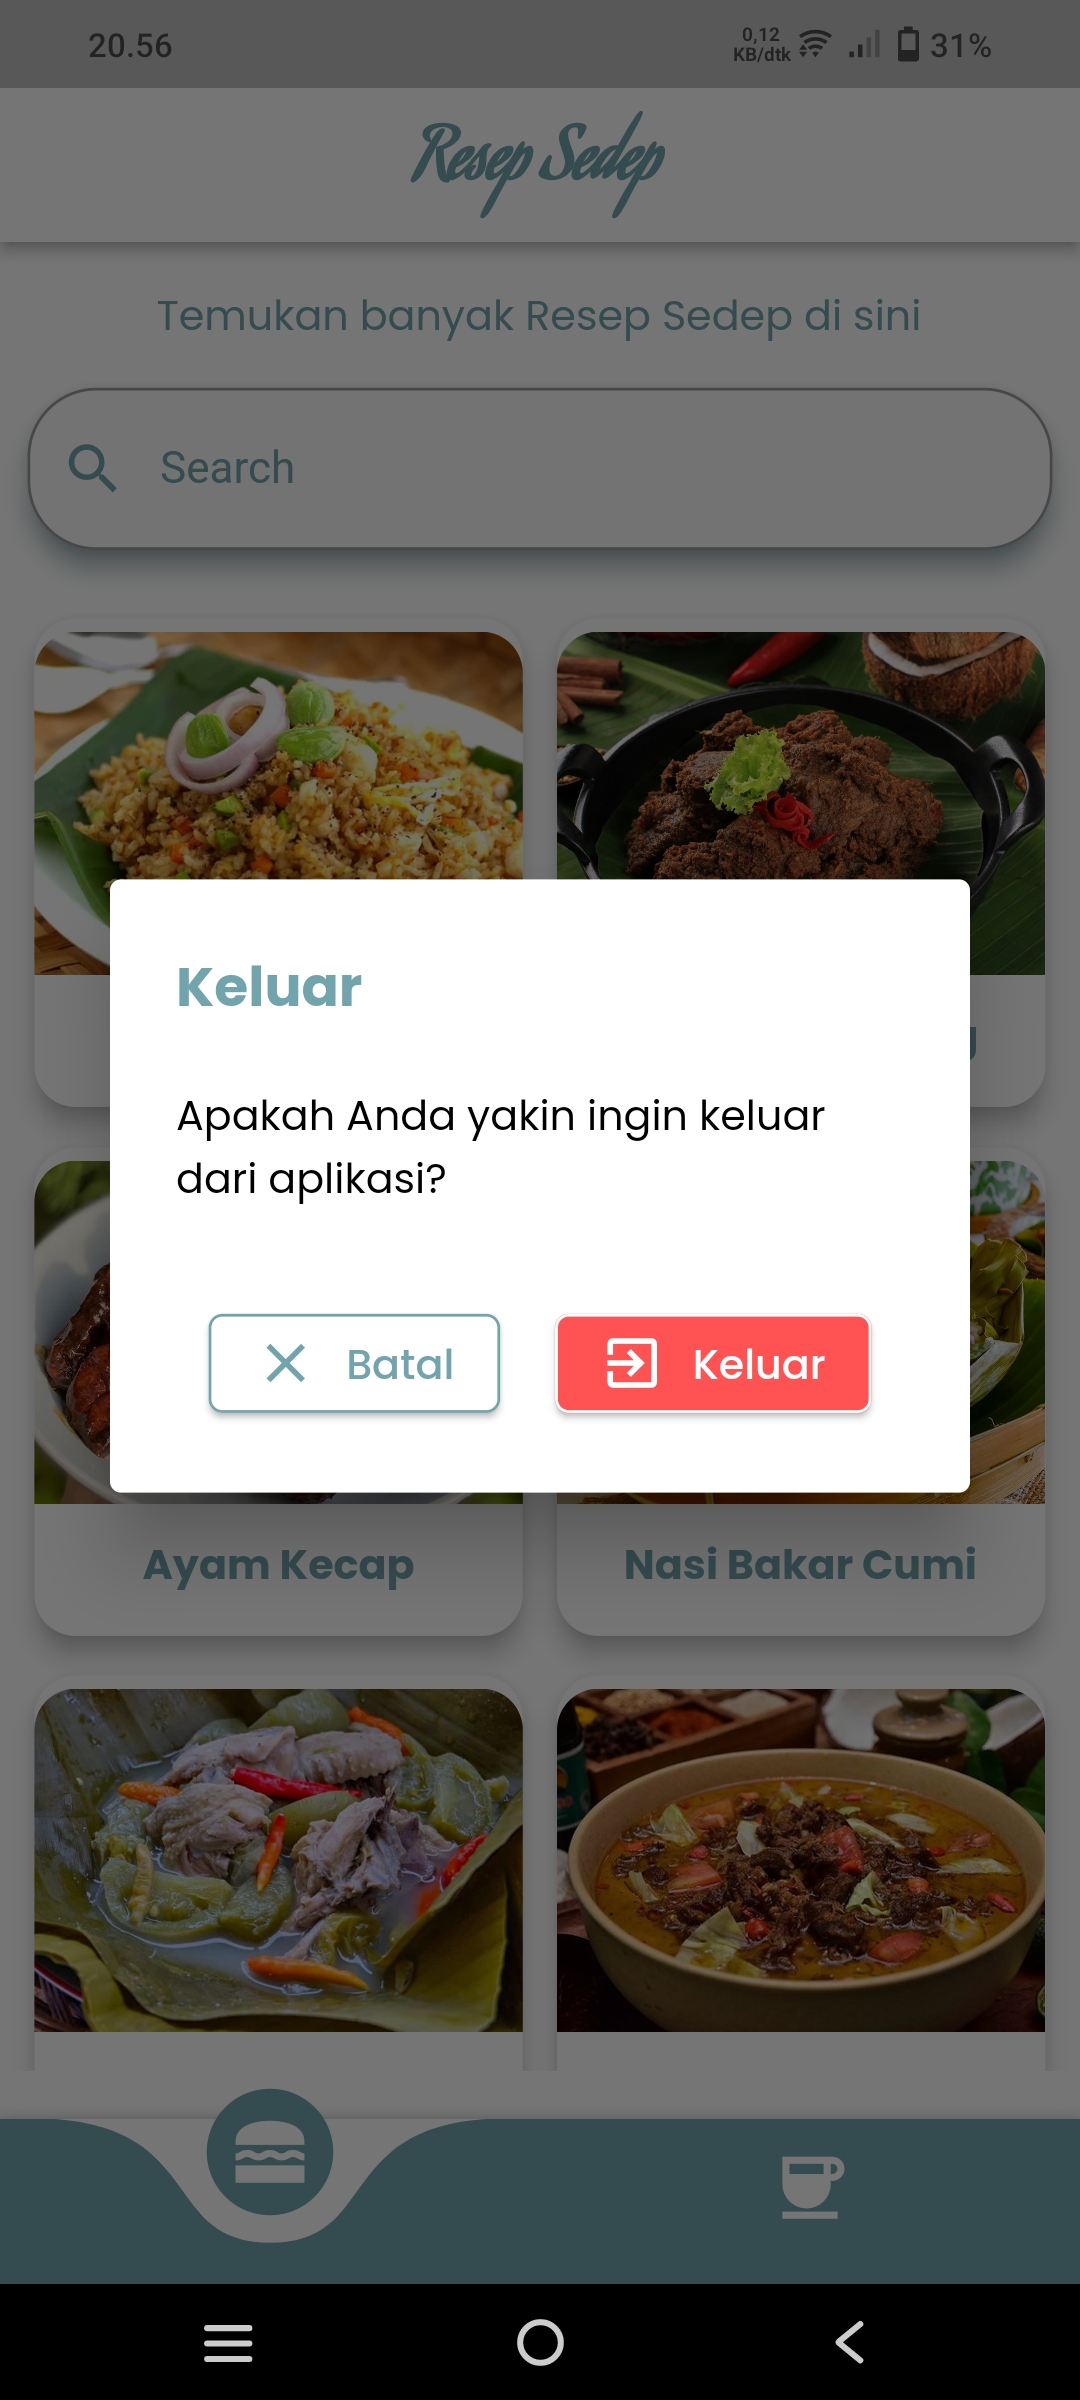 20.56
0,12
KB/dtk
31%
Resep Sedep
Temukan banyak Resep Sedep di sini
Search
Keluar
Apakah Anda yakin ingin keluar
dari aplikasi?
Batal
Keluar
Ayam Kecap
Nasi Bakar Cumi